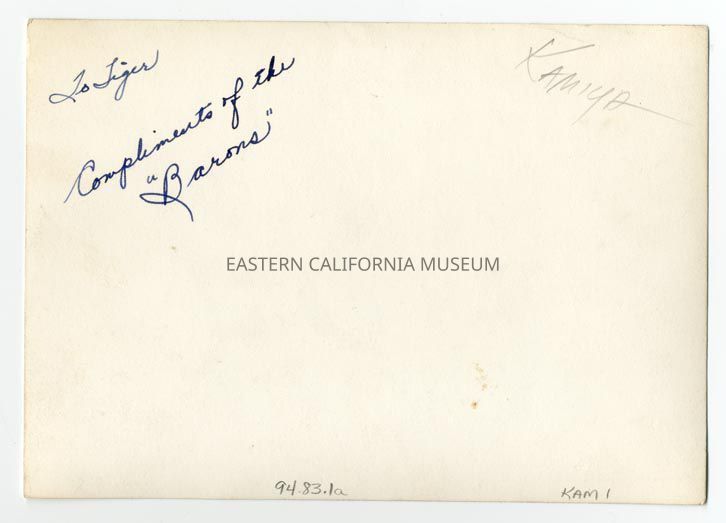 To Tiger
KAMIYA
Compliments of the
"Barons"
EASTERN CALIFORNIA MUSEUM
94.83.1a
KAM 1